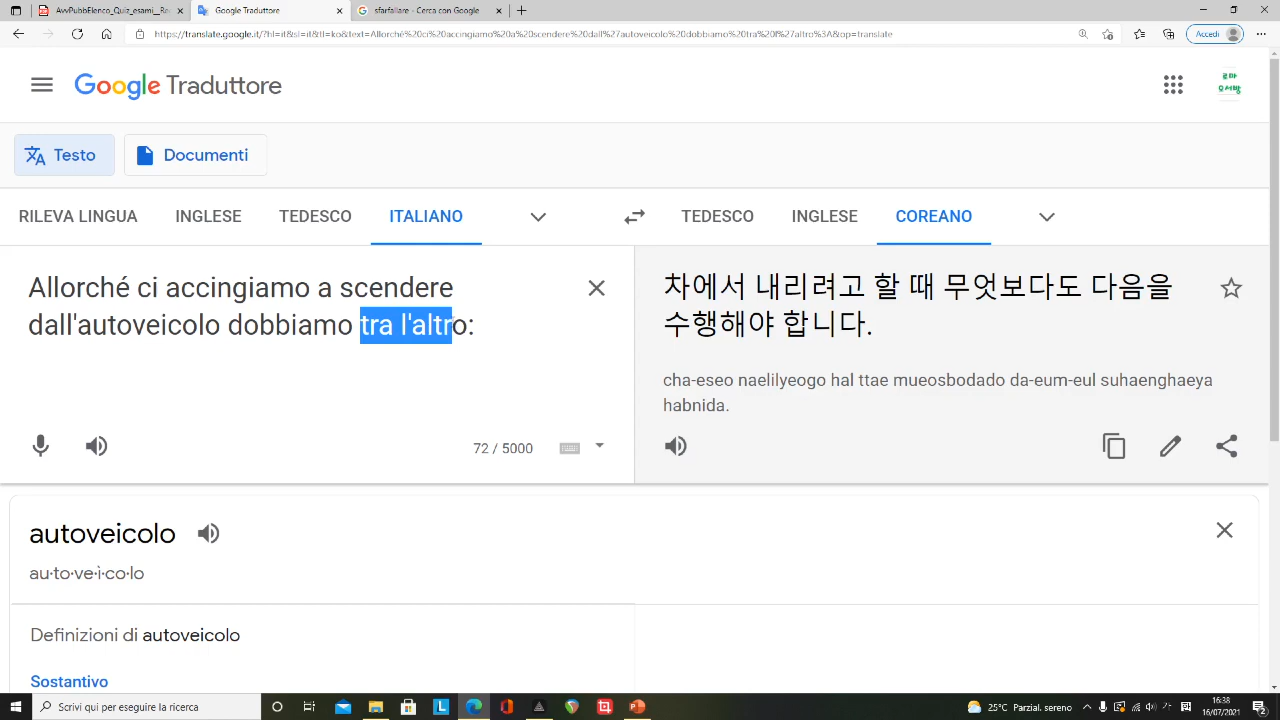 AvvPubbElenco_Quiz_esami_Re
Google Traduttore
sfarfallare - Cerca con Google
https://translate.google.it/?hl=it&sl=it&tl=ko&text=Allorché%20ci%20accingiamo%20a%20scendere%20dall%27autoveicolo%20dobbiamo%20tra%20l%27altro%3A&op=translate
Accedi
Google Traduttore
로마
오서방
Testo
Documenti
RILEVA LINGUA INGLESE TEDESCO ITALIANO
TEDESCO INGLESE COREANO
Allorché ci accingiamo a scendere
dall'autoveicolo dobbiamo tra l'altro:
차에서 내리려고 할 때 무엇보다도 다음을
수행해야 합니다.
cha-eseo naelilyeogo hal ttae mueosbodado da-eum-eul suhaenghaeya
habnida.
72 / 5000
autoveicolo
au·to·ve·ì·co·lo
Definizioni di autoveicolo
Sostantivo
Scrivi qui per eseguire la ricerca
25°C Parzial. sereno
16:38
16/07/2021